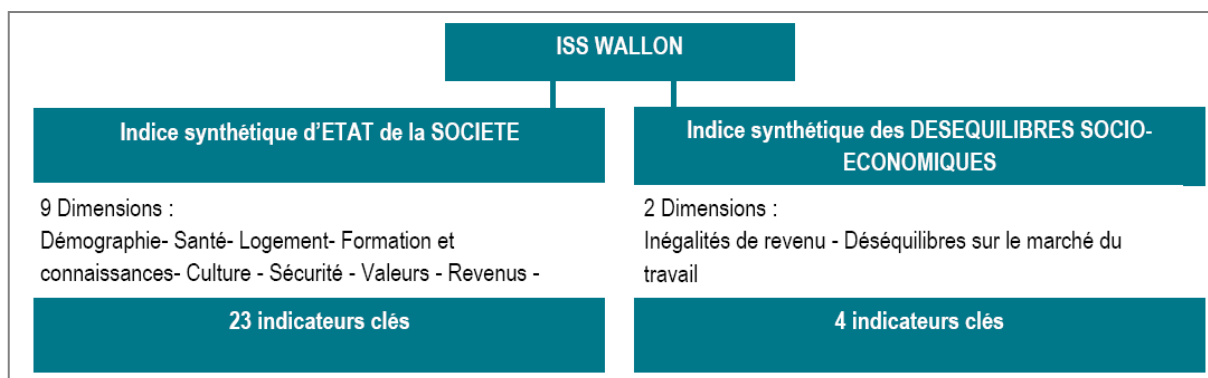 ISS WALLON
Indice synthétique d'ETAT de la SOCIETE
9 Dimensions :
Démographie- Santé- Logement- Formation et
connaissances- Culture - Sécurité - Valeurs - Revenus -
23 indicateurs clés
Indice synthétique des DESEQUILIBRES SOCIO-
ECONOMIQUES
2 Dimensions :
Inégalités de revenu - Déséquilibres sur le marché du
travail
4 indicateurs clés